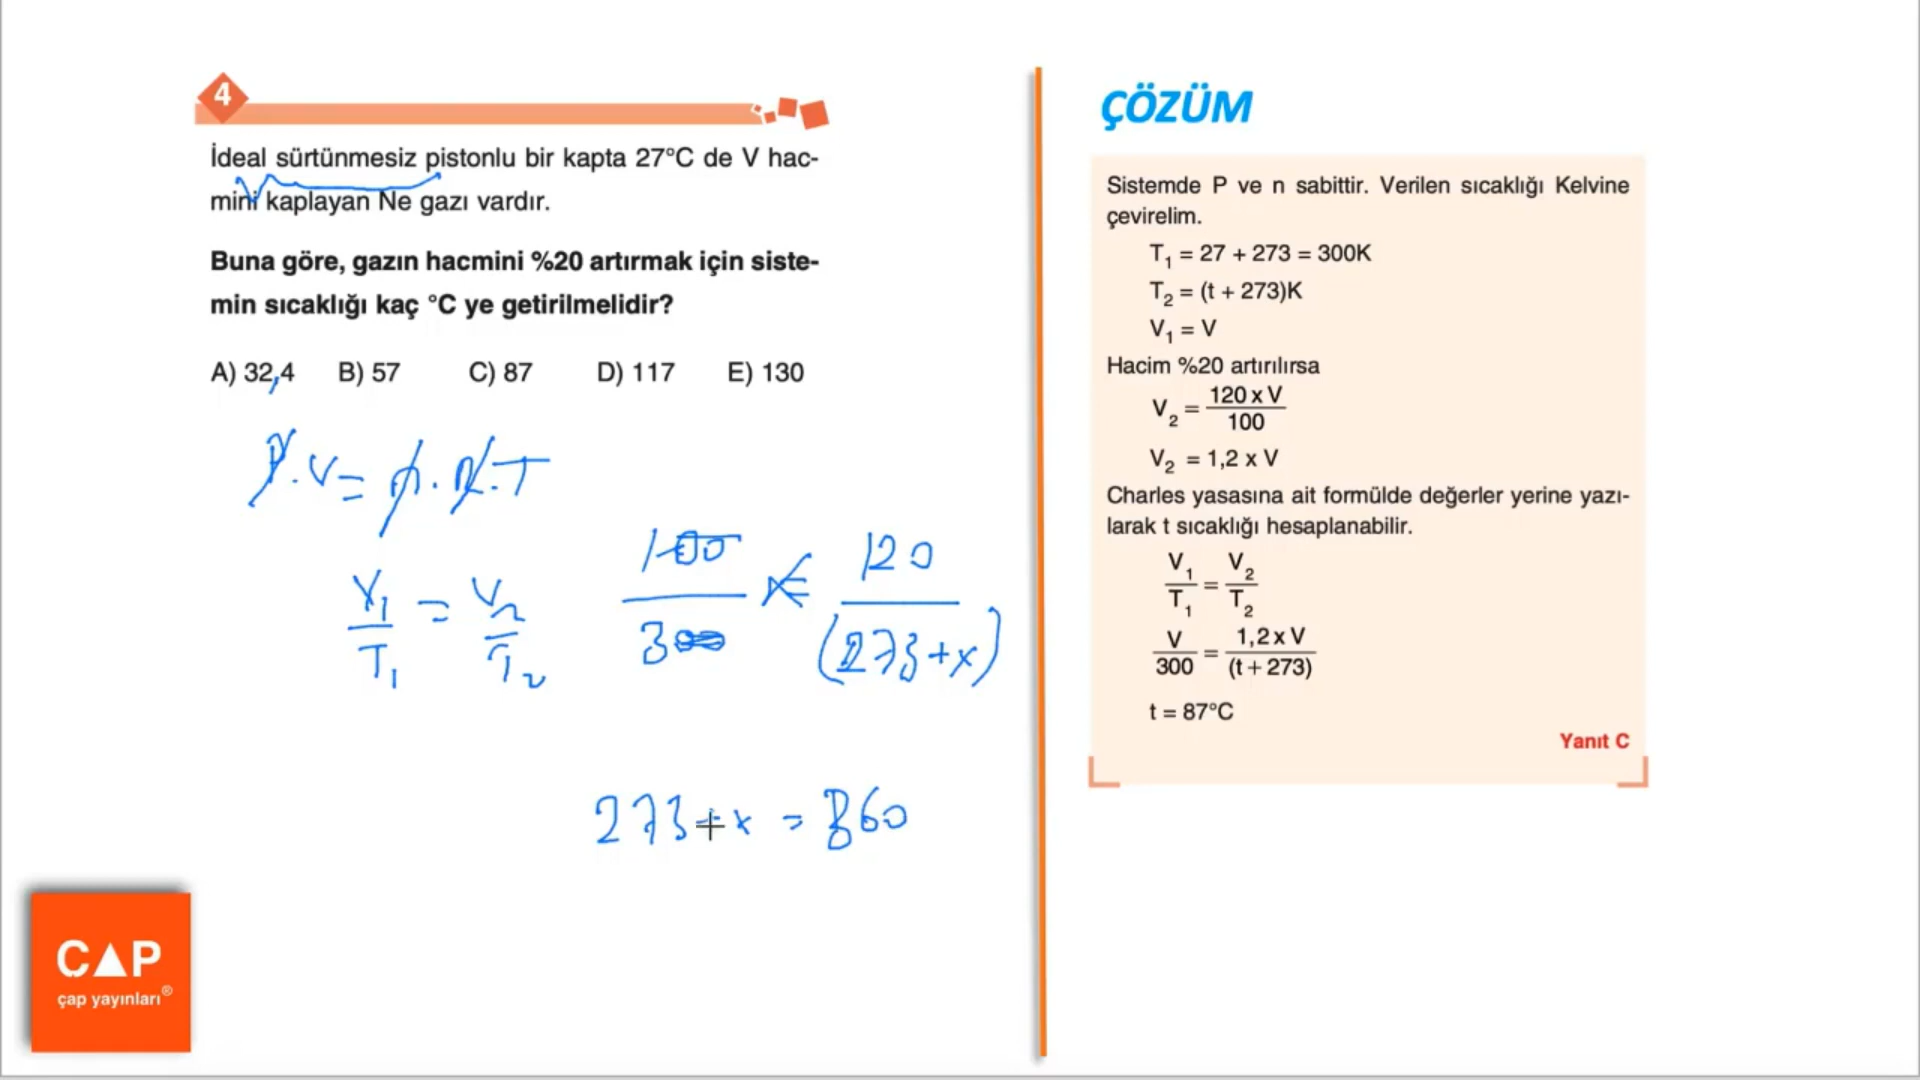 4
İdeal sürtünmesiz pistonlu bir kapta 27°C de V hac-
mini kaplayan Ne gazı vardır.
Buna göre, gazın hacmini %20 artırmak için siste-
min sıcaklığı kaç °C ye getirilmelidir?
A) 32,4 B) 57 C) 87 D) 117 E) 130
P.V = n.R.T
V₁/T₁ = V₂/T₂
100/300 = 120/(273+x)
273+x = 360
ÇAP
çap yayınları®
ÇÖZÜM
Sistemde P ve n sabittir. Verilen sıcaklığı Kelvine
çevirelim.
T₁ = 27 + 273 = 300K
T₂ = (t + 273)K
V₁ = V
Hacim %20 artırılırsa
V₂ = 120 x V / 100
V₂ = 1,2 x V
Charles yasasına ait formülde değerler yerine yazı-
larak t sıcaklığı hesaplanabilir.
V₁/T₁ = V₂/T₂
V/300 = 1,2 x V/(t + 273)
t = 87°C
Yanıt C